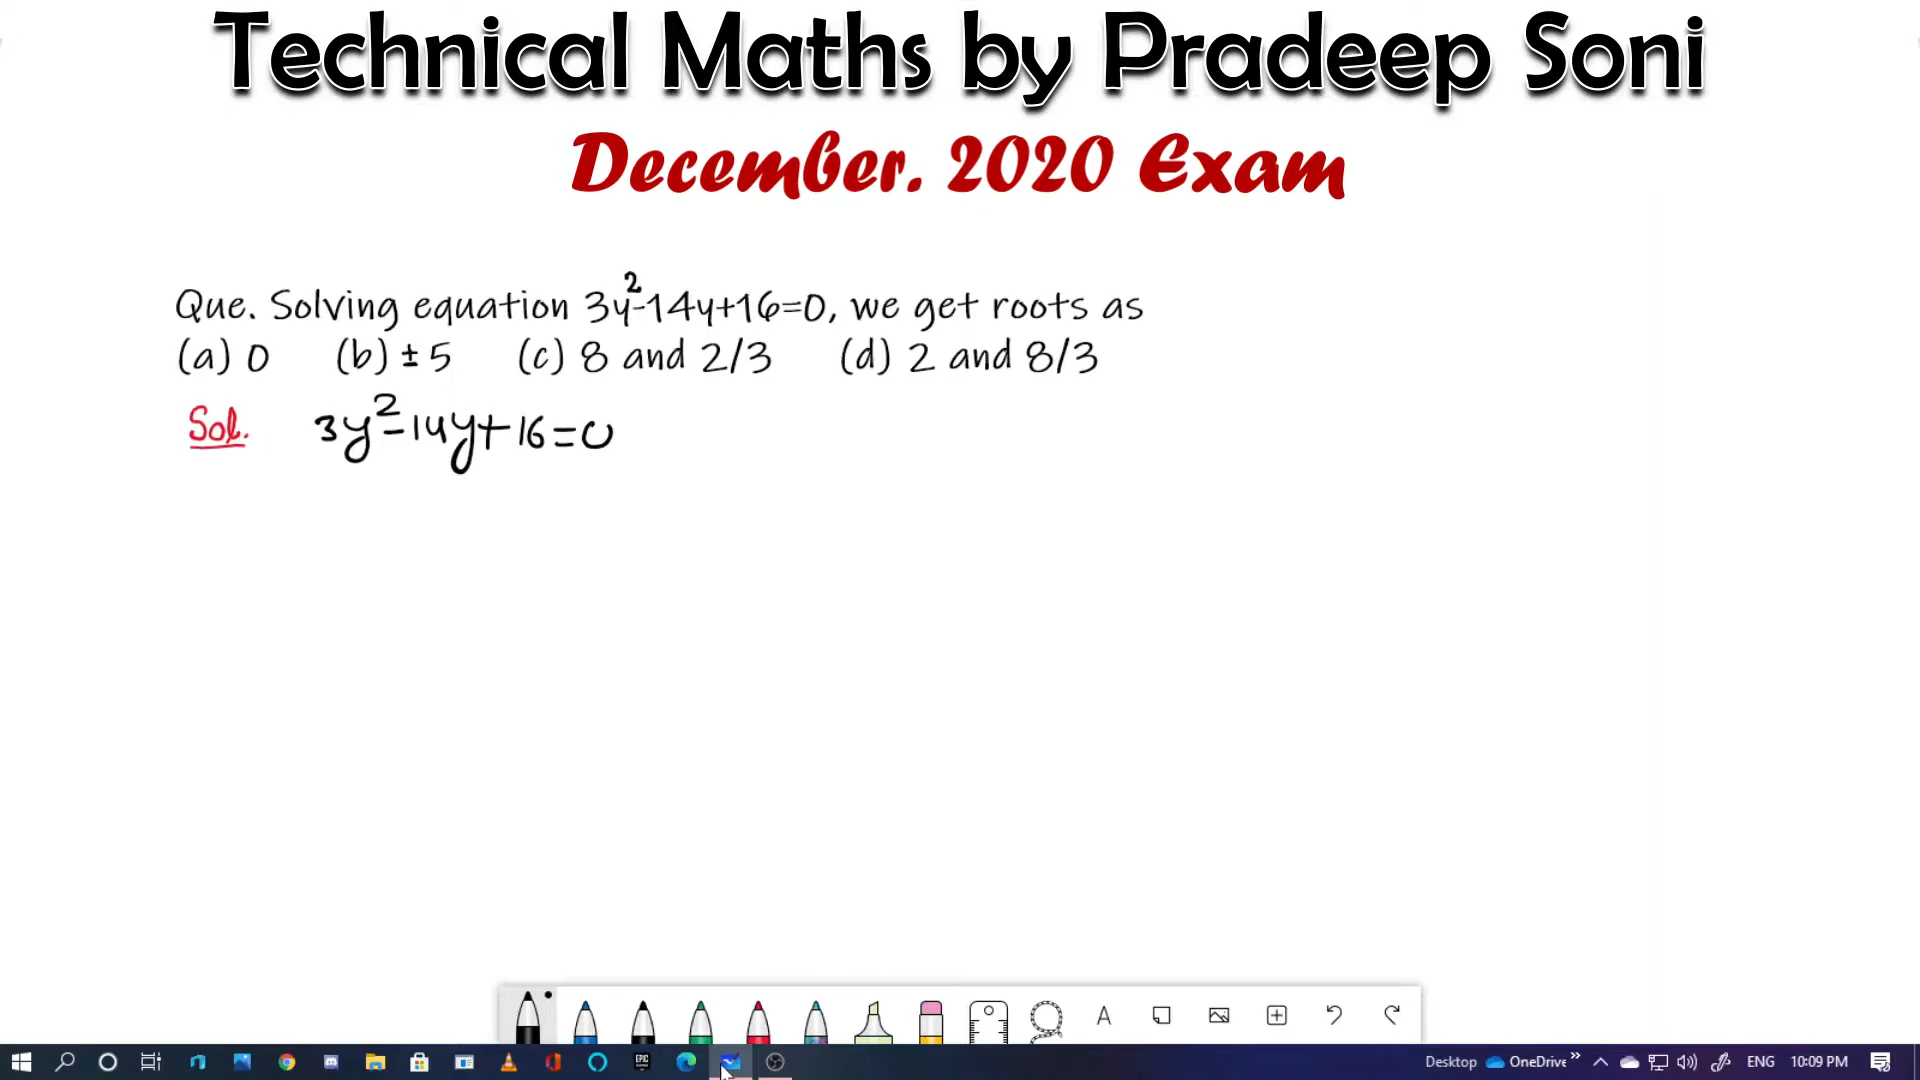 Technical Maths by Pradeep Soni
December. 2020 Exam
Que. Solving equation 3y²-14y+16=0, we get roots as
(a) 0 (b) ± 5 (c) 8 and 2/3 (d) 2 and 8/3
Sol. 3y²-14y+16=0
A
EPIC
Desktop OneDrive » ENG 10:09 PM